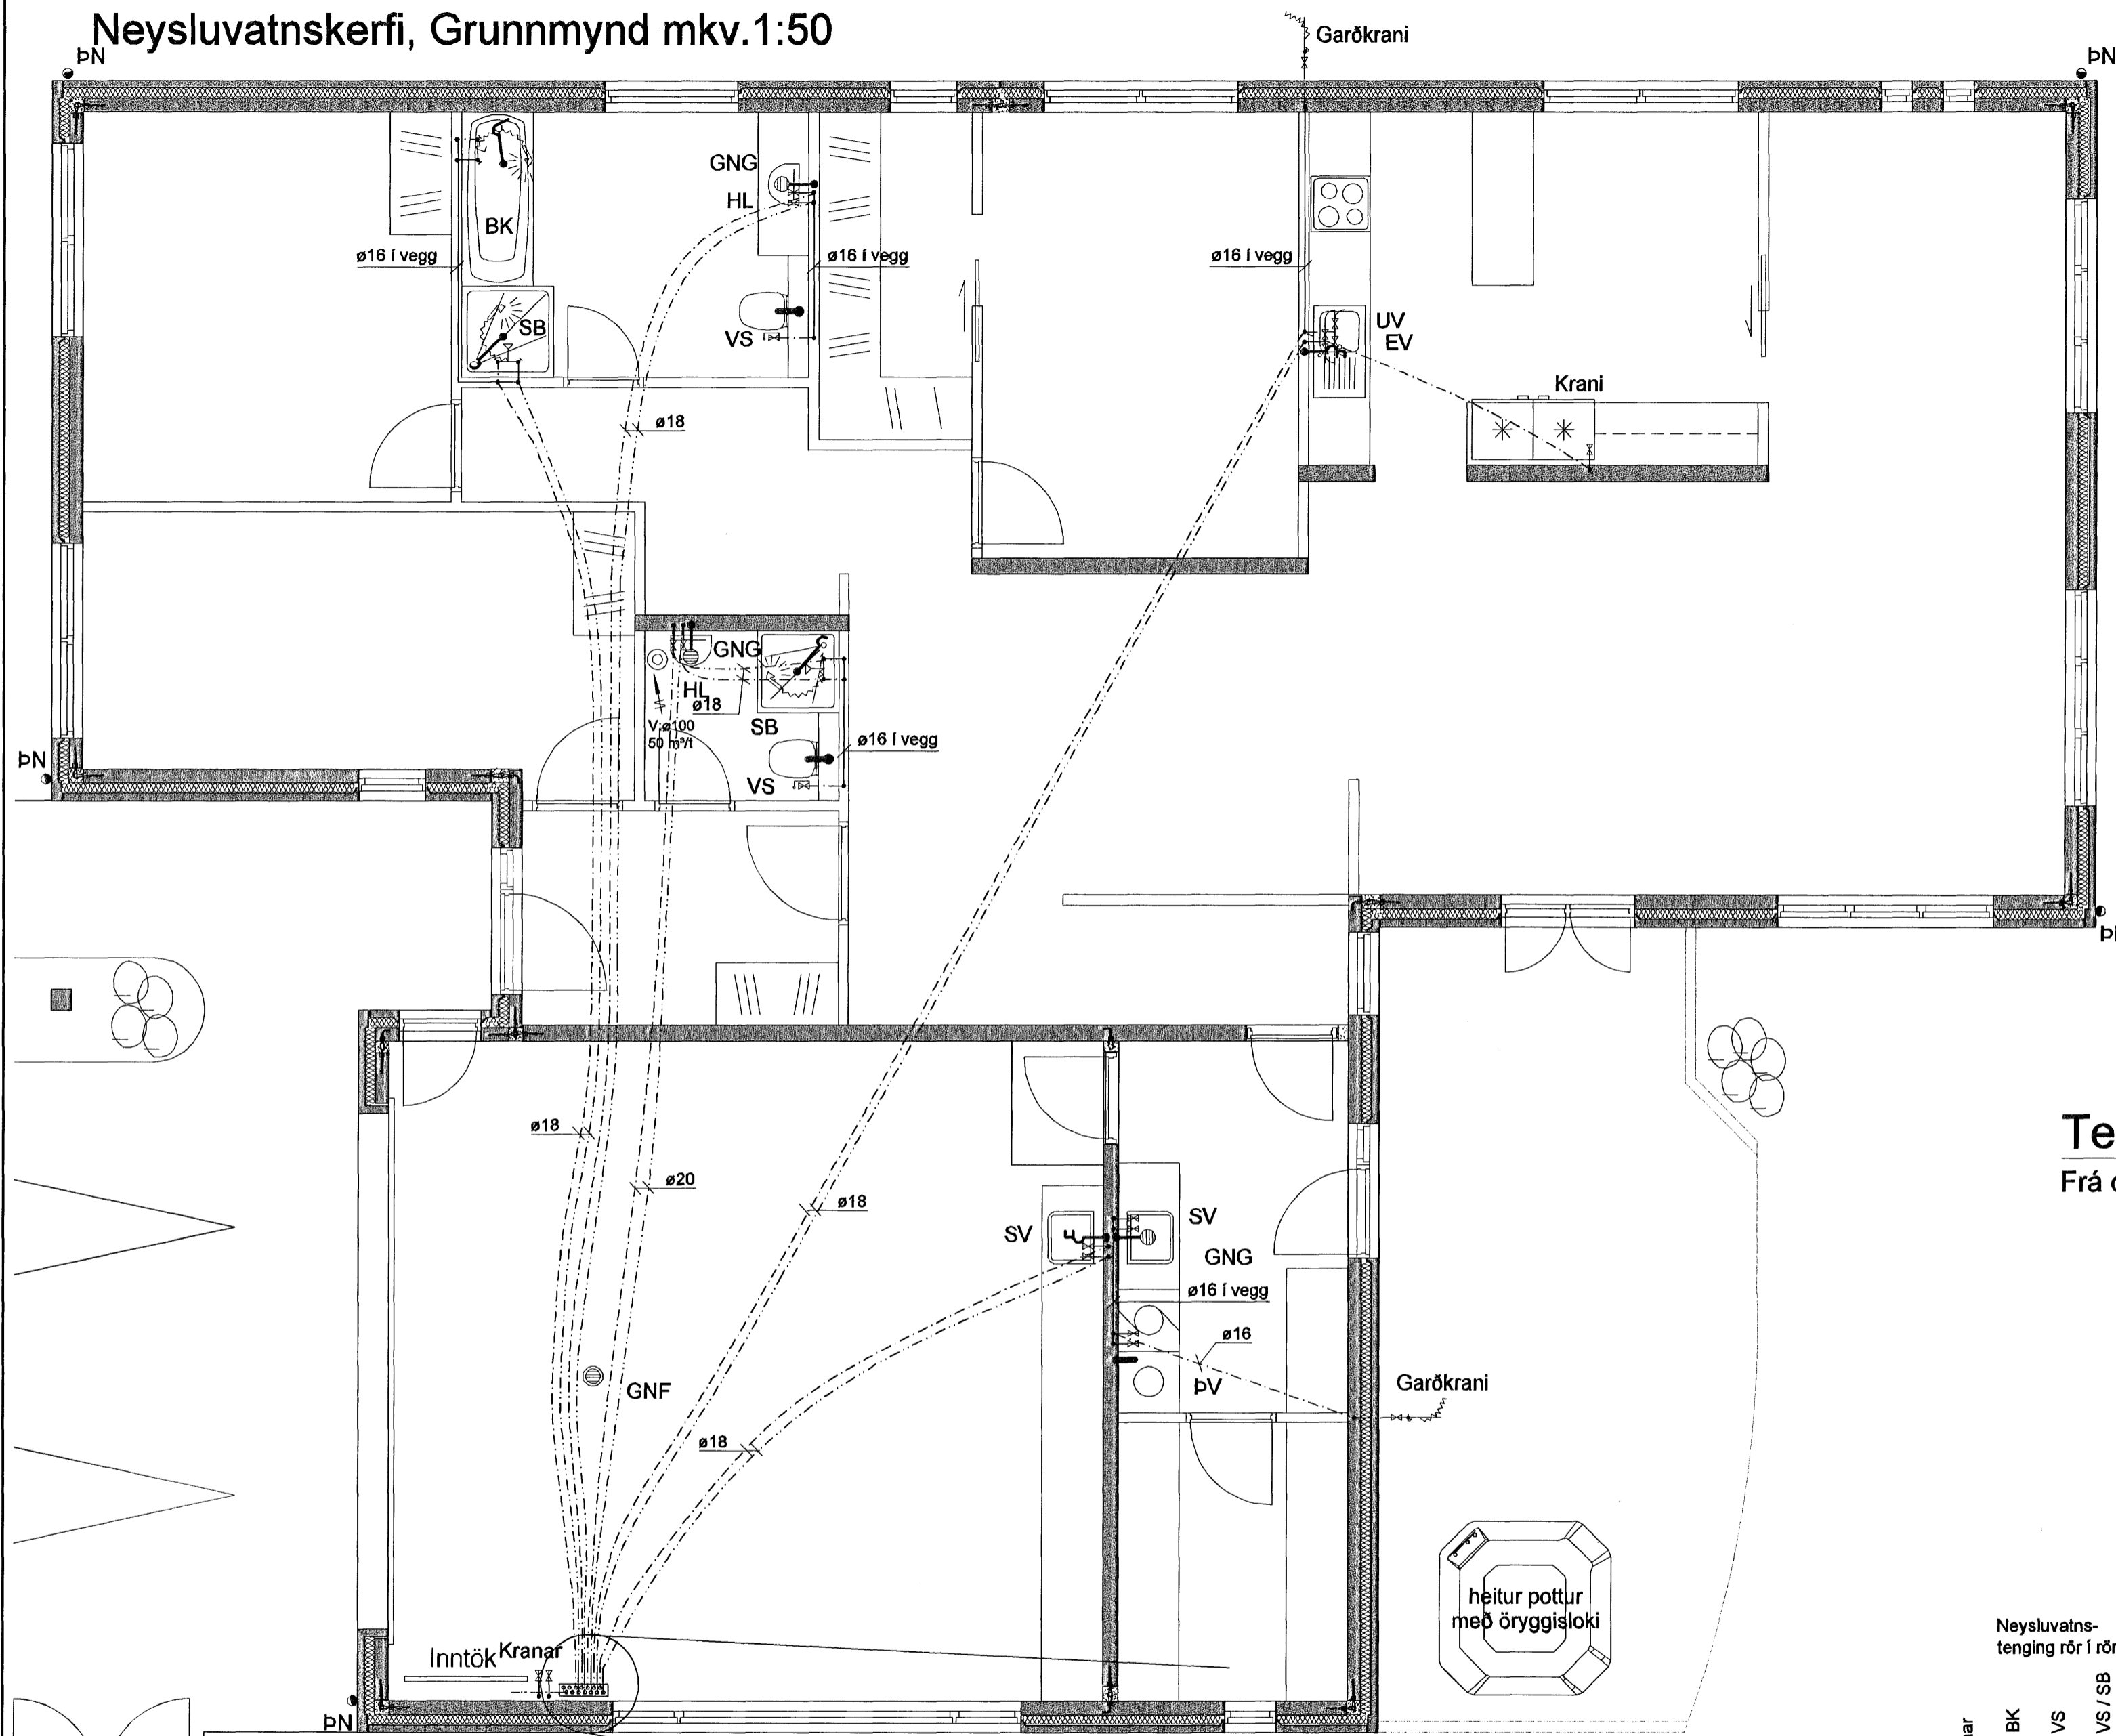 Neysluvatnskerfi, Grunnmynd mkv.1:50
Garðkrani
ÞN
ÞN
GNG
HL
BK
ø16 í vegg
ø16 í vegg
ø16 í vegg
SB
VS
UV
EV
Krani
ø18
GNG
HL
ø18
V.ø100
50 m³/t
SB
ø16 í vegg
VS
ÞN
ø18
ø20
ø18
SV
SV
GNG
ø16 í vegg
ø16
ÞV
GNF
Garðkrani
ø18
Te
Frá
heitur pottur
með öryggisloki
Neysluvatns-
tenging rör í rör
Inntök
Kranar
ÞN
BK
VS
VS / SB